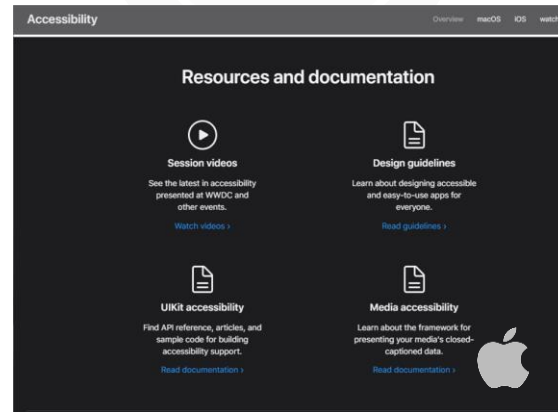 Accessibility
Overview macOS iOS watch
Resources and documentation
Session videos
See the latest in accessibility
presented at WWDC and
other events.
Watch videos ›
Design guidelines
Learn about designing accessible
and easy-to-use apps for
everyone.
Read guidelines ›
UIKit accessibility
Find API reference, articles, and
sample code for building
accessibility support.
Read documentation ›
Media accessibility
Learn about the framework for
presenting your media's closed-
captioned data.
Read documentation ›